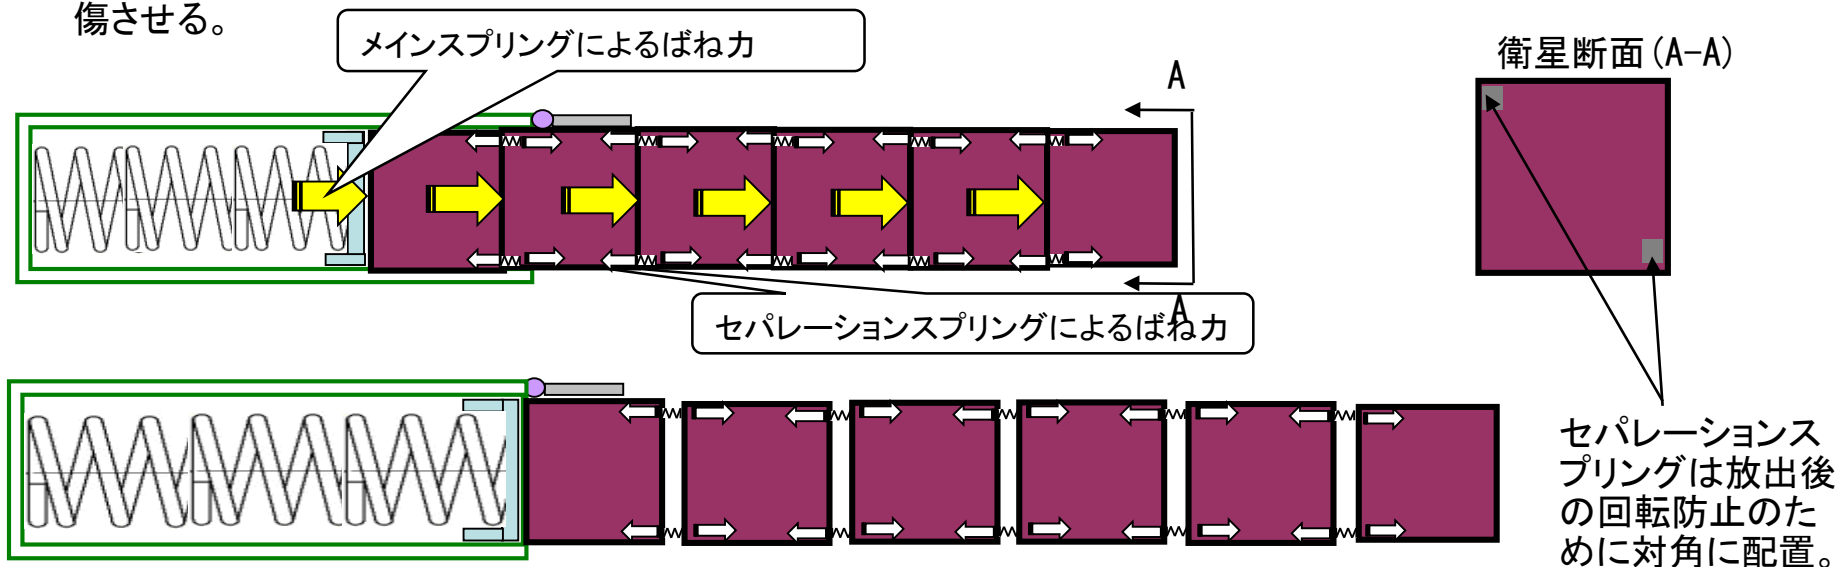 傷させる。
メインスプリングによるばね力
衛星断面(A-A)
A
A
セパレーションスプリングによるばね力
セパレーションス
プリングは放出後
の回転防止のた
めに対角に配置。